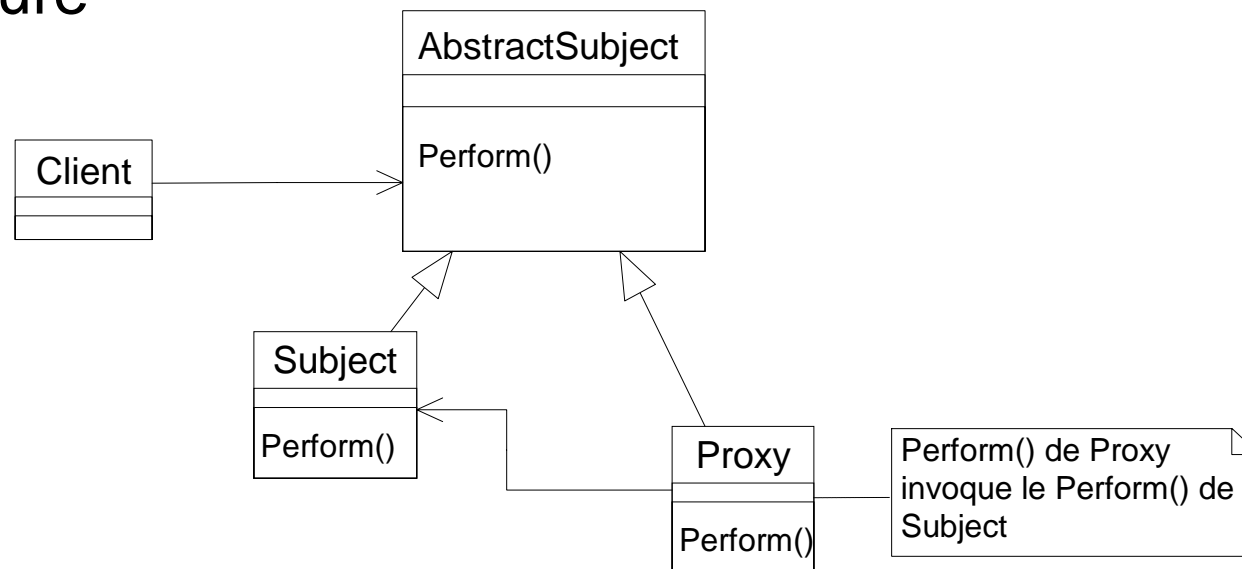 AbstractSubject
Perform()
Client
Subject
Perform()
Proxy
Perform()
Perform() de Proxy
invoque le Perform() de
Subject